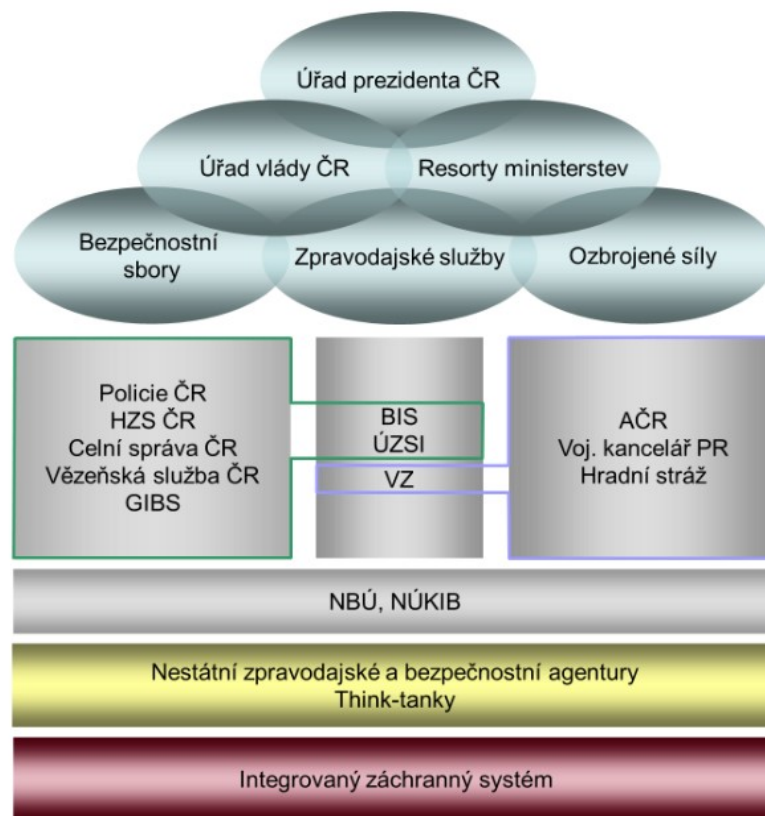 Úřad prezidenta ČR
Úřad vlády ČR
Resorty ministerstev
Bezpečnostní
sbory
Zpravodajské služby
Ozbrojené síly
Policie ČR
HZS ČR
Celní správa ČR
Vězeňská služba ČR
GIBS
BIS
ÚZSI
VZ
AČR
Voj. kancelář PR
Hradní stráž
NBÚ, NÚKIB
Nestátní zpravodajské a bezpečnostní agentury
Think-tanky
Integrovaný záchranný systém